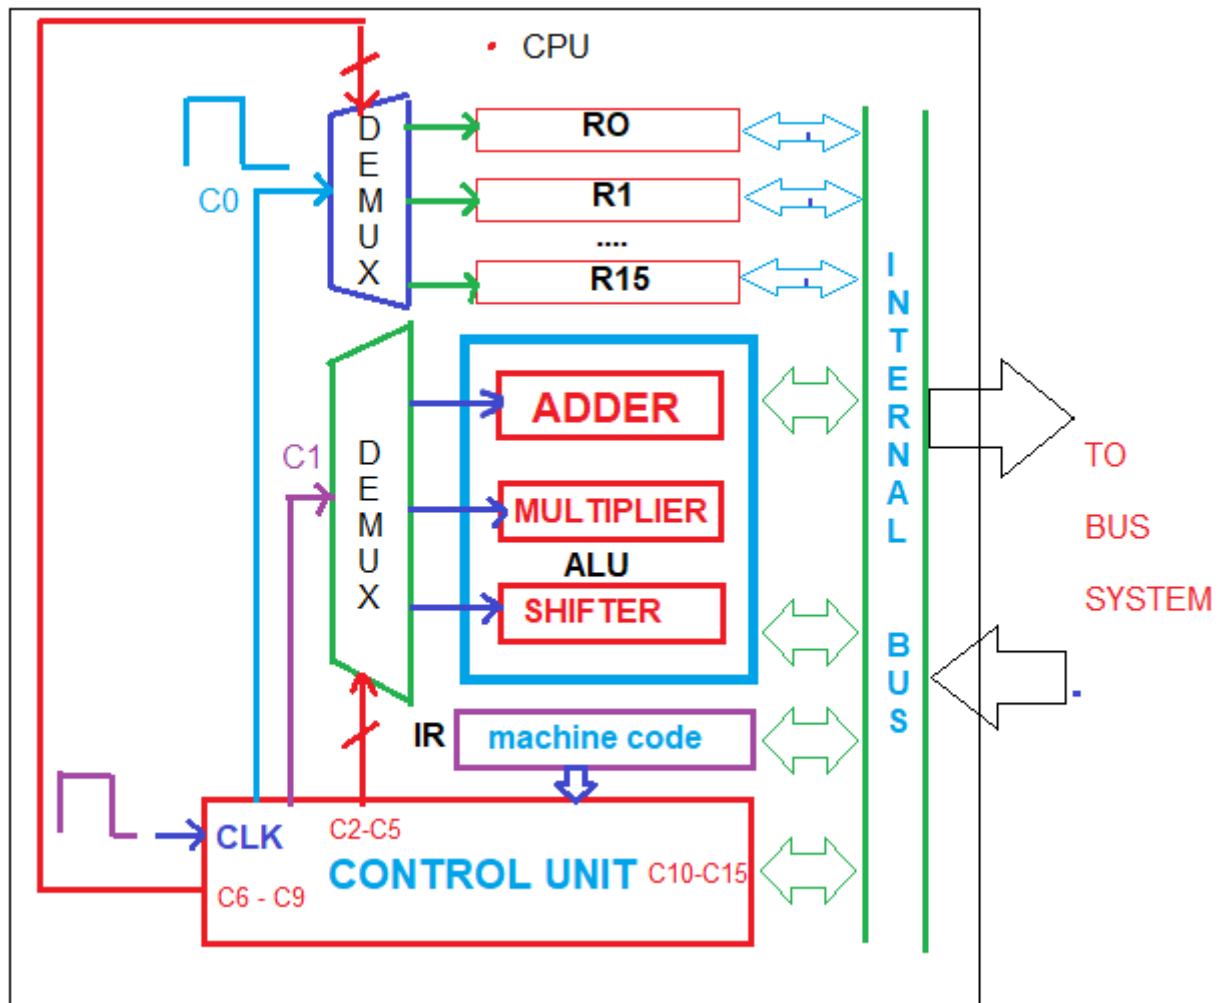 CPU
DEMUX
C0
RO
R1
....
R15
INTERNAL BUS
C1
DEMUX
ADDER
MULTIPLIER
ALU
SHIFTER
TO
BUS
SYSTEM
IR
machine code
CLK
C2-C5
CONTROL UNIT
C10-C15
C6 - C9